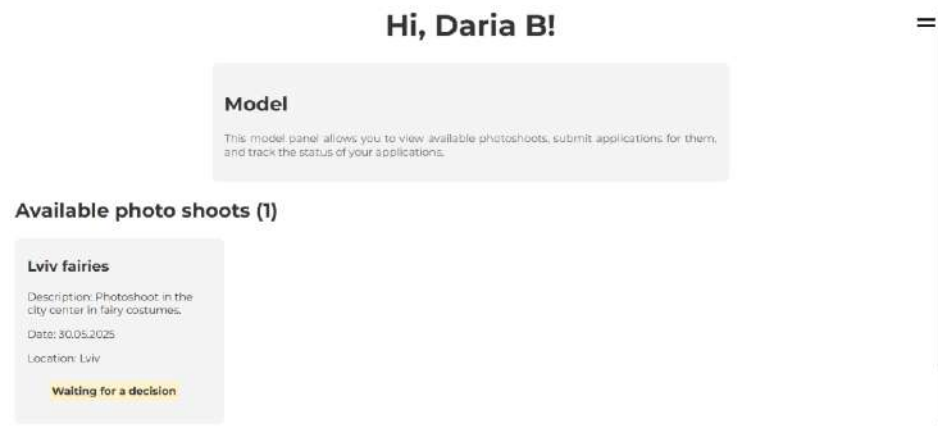 Hi, Daria B!
Model
This model panel allows you to view available photoshoots, submit applications for them,
and track the status of your applications.
Available photo shoots (1)
Lviv fairies
Description: Photoshoot in the
city center in fairy costumes.
Date: 30.05.2025
Location: Lviv
Waiting for a decision